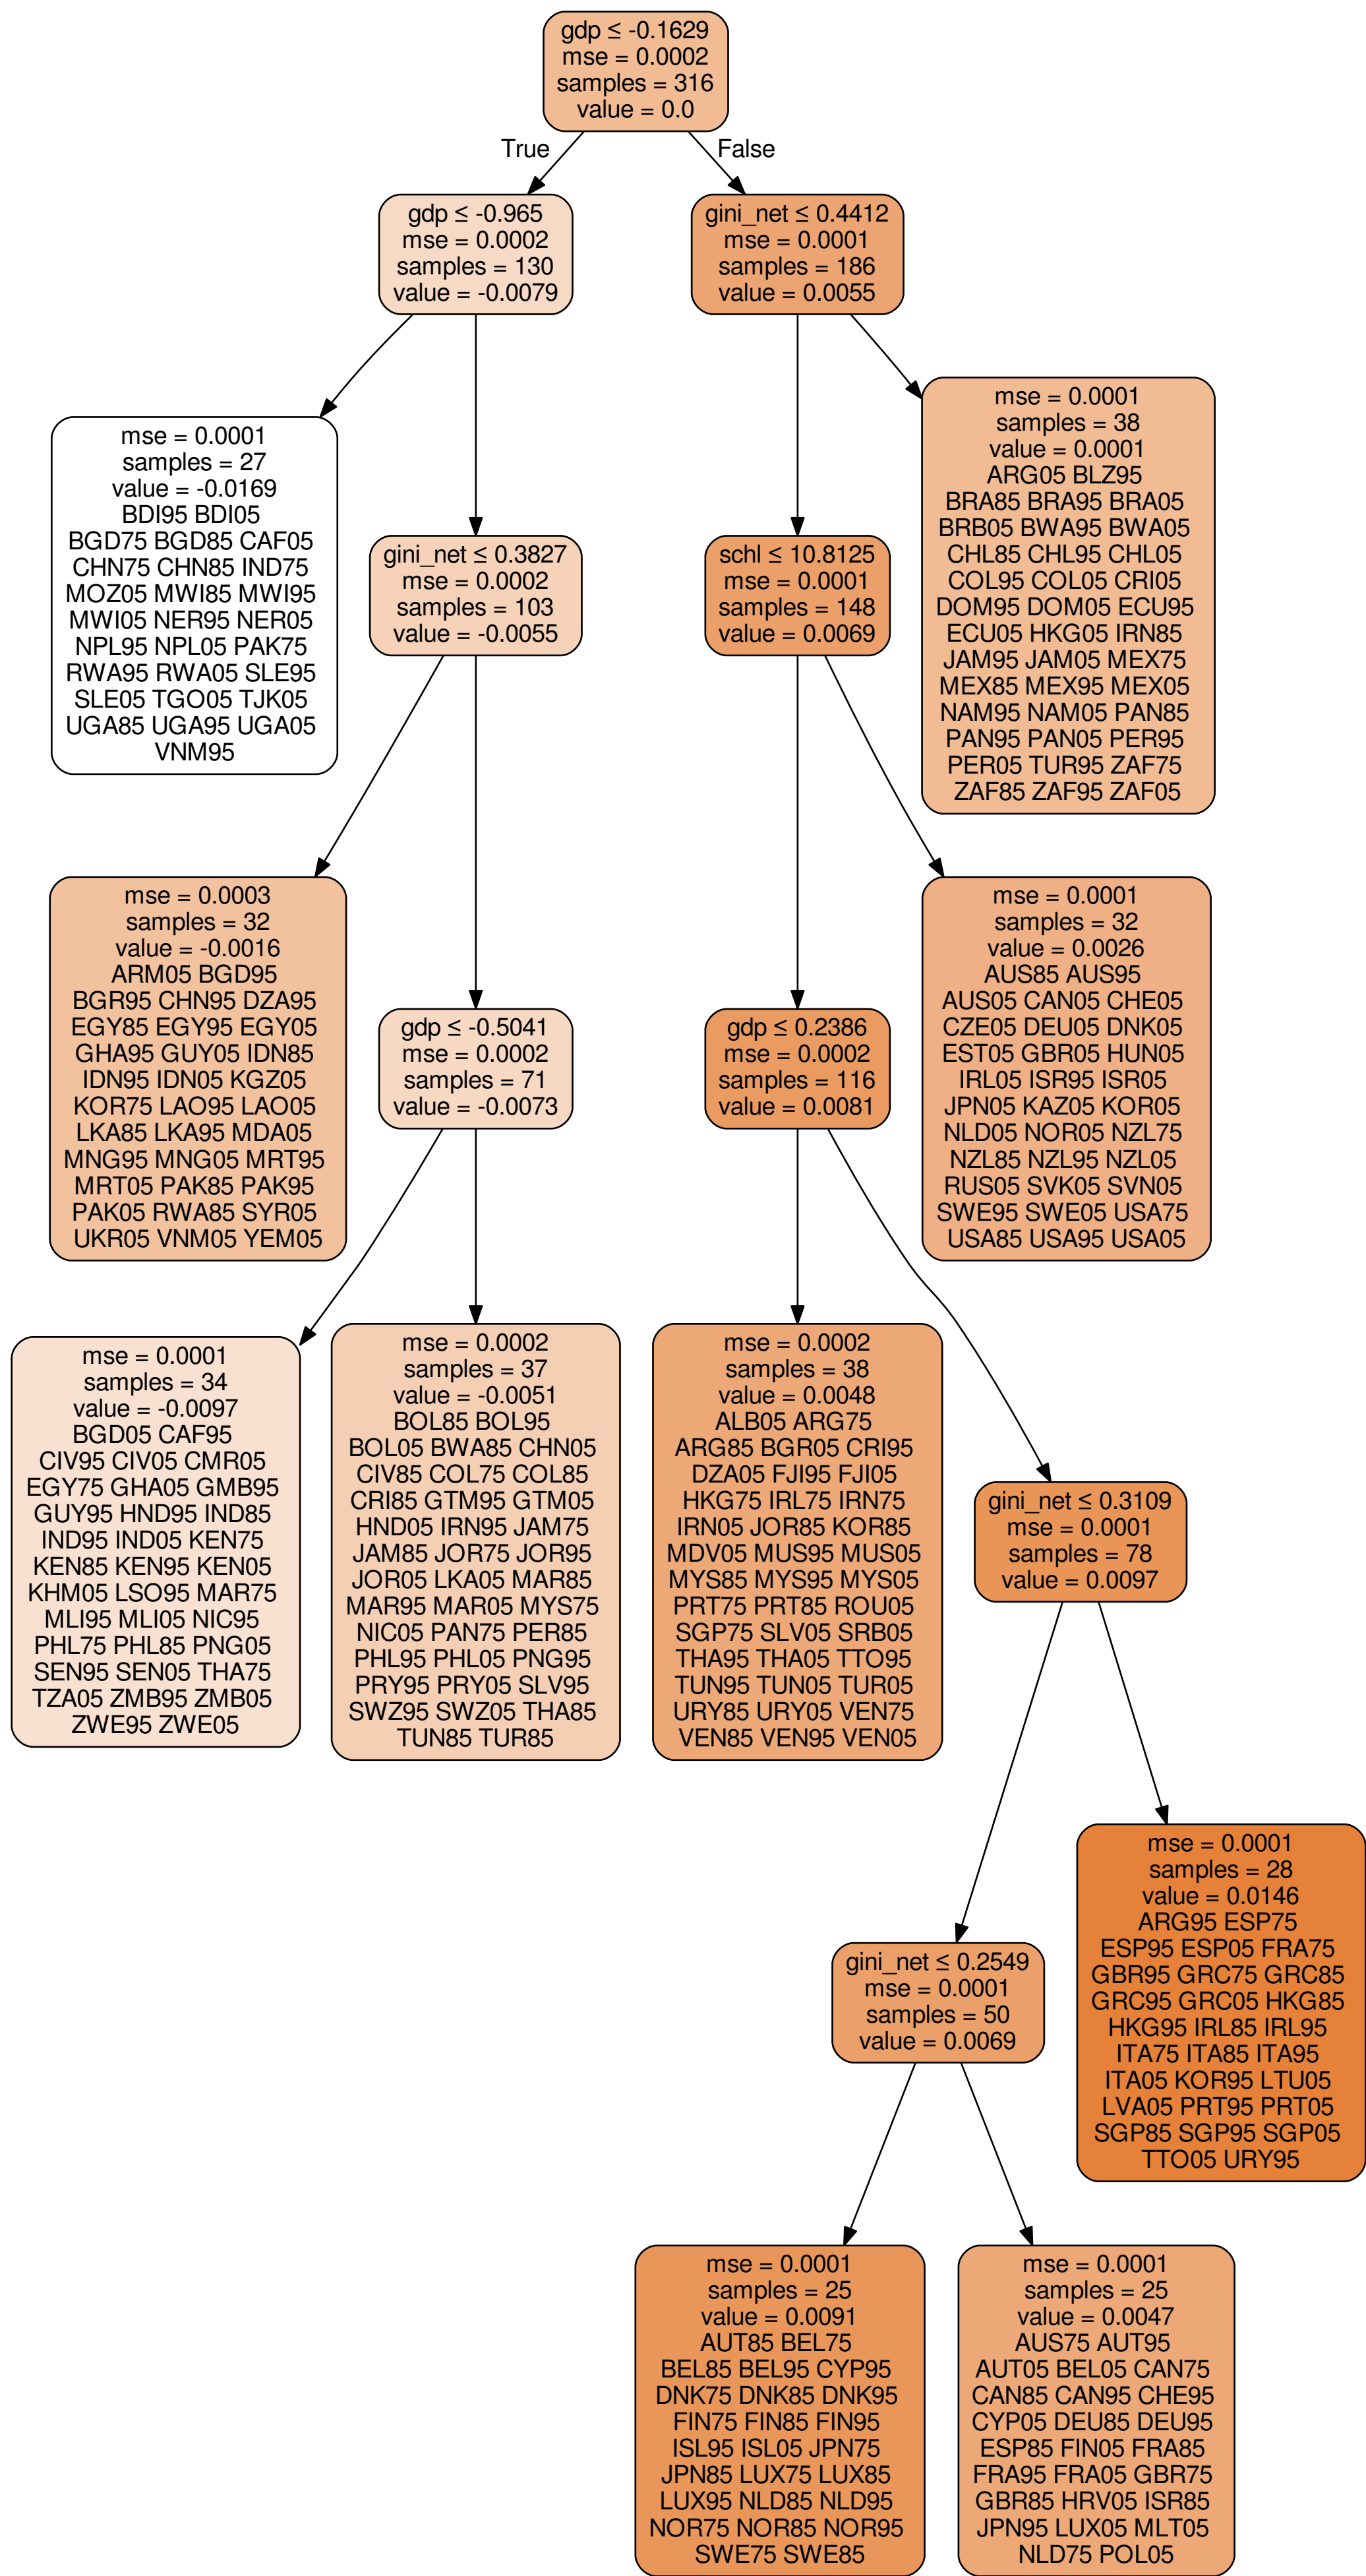 gdp ≤ -0.1629
mse = 0.0002
samples = 316
value = 0.0
True
False
gdp ≤ -0.965
mse = 0.0002
samples = 130
value = -0.0079
gini_net ≤ 0.4412
mse = 0.0001
samples = 186
value = 0.0055
mse = 0.0001
samples = 27
value = -0.0169
BDI95 BDI05
BGD75 BGD85 CAF05
CHN75 CHN85 IND75
MOZ05 MWI85 MWI95
MWI05 NER95 NER05
NPL95 NPL05 PAK75
RWA95 RWA05 SLE95
SLE05 TGO05 TJK05
UGA85 UGA95 UGA05
VNM95
gini_net ≤ 0.3827
mse = 0.0002
samples = 103
value = -0.0055
schl ≤ 10.8125
mse = 0.0001
samples = 148
value = 0.0069
mse = 0.0001
samples = 38
value = 0.0001
ARG05 BLZ95
BRA85 BRA95 BRA05
BRB05 BWA95 BWA05
CHL85 CHL95 CHL05
COL95 COL05 CRI05
DOM95 DOM05 ECU95
ECU05 HKG05 IRN85
JAM95 JAM05 MEX75
MEX85 MEX95 MEX05
NAM95 NAM05 PAN85
PAN95 PAN05 PER95
PER05 TUR95 ZAF75
ZAF85 ZAF95 ZAF05
mse = 0.0003
samples = 32
value = -0.0016
ARM05 BGD95
BGR95 CHN95 DZA95
EGY85 EGY95 EGY05
GHA95 GUY05 IDN85
IDN95 IDN05 KGZ05
KOR75 LAO95 LAO05
LKA85 LKA95 MDA05
MNG95 MNG05 MRT95
MRT05 PAK85 PAK95
PAK05 RWA85 SYR05
UKR05 VNM05 YEM05
gdp ≤ -0.5041
mse = 0.0002
samples = 71
value = -0.0073
gdp ≤ 0.2386
mse = 0.0002
samples = 116
value = 0.0081
mse = 0.0001
samples = 32
value = 0.0026
AUS85 AUS95
AUS05 CAN05 CHE05
CZE05 DEU05 DNK05
EST05 GBR05 HUN05
IRL05 ISR95 ISR05
JPN05 KAZ05 KOR05
NLD05 NOR05 NZL75
NZL85 NZL95 NZL05
RUS05 SVK05 SVN05
SWE95 SWE05 USA75
USA85 USA95 USA05
mse = 0.0001
samples = 34
value = -0.0097
BGD05 CAF95
CIV95 CIV05 CMR05
EGY75 GHA05 GMB95
GUY95 HND95 IND85
IND95 IND05 KEN75
KEN85 KEN95 KEN05
KHM05 LSO95 MAR75
MLI95 MLI05 NIC95
PHL75 PHL85 PNG05
SEN95 SEN05 THA75
TZA05 ZMB95 ZMB05
ZWE95 ZWE05
mse = 0.0002
samples = 37
value = -0.0051
BOL85 BOL95
BOL05 BWA85 CHN05
CIV85 COL75 COL85
CRI85 GTM95 GTM05
HND05 IRN95 JAM75
JAM85 JOR75 JOR95
JOR05 LKA05 MAR85
MAR95 MAR05 MYS75
NIC05 PAN75 PER85
PHL95 PHL05 PNG95
PRY95 PRY05 SLV95
SWZ95 SWZ05 THA85
TUN85 TUR85
mse = 0.0002
samples = 38
value = 0.0048
ALB05 ARG75
ARG85 BGR05 CRI95
DZA05 FJI95 FJI05
HKG75 IRL75 IRN75
IRN05 JOR85 KOR85
MDV05 MUS95 MUS05
MYS85 MYS95 MYS05
PRT75 PRT85 ROU05
SGP75 SLV05 SRB05
THA95 THA05 TTO95
TUN95 TUN05 TUR05
URY85 URY05 VEN75
VEN85 VEN95 VEN05
gini_net ≤ 0.3109
mse = 0.0001
samples = 78
value = 0.0097
gini_net ≤ 0.2549
mse = 0.0001
samples = 50
value = 0.0069
mse = 0.0001
samples = 28
value = 0.0146
ARG95 ESP75
ESP95 ESP05 FRA75
GBR95 GRC75 GRC85
GRC95 GRC05 HKG85
HKG95 IRL85 IRL95
ITA75 ITA85 ITA95
ITA05 KOR95 LTU05
LVA05 PRT95 PRT05
SGP85 SGP95 SGP05
TTO05 URY95
mse = 0.0001
samples = 25
value = 0.0091
AUT85 BEL75
BEL85 BEL95 CYP95
DNK75 DNK85 DNK95
FIN75 FIN85 FIN95
ISL95 ISL05 JPN75
JPN85 LUX75 LUX85
LUX95 NLD85 NLD95
NOR75 NOR85 NOR95
SWE75 SWE85
mse = 0.0001
samples = 25
value = 0.0047
AUS75 AUT95
AUT05 BEL05 CAN75
CAN85 CAN95 CHE95
CYP05 DEU85 DEU95
ESP85 FIN05 FRA85
FRA95 FRA05 GBR75
GBR85 HRV05 ISR85
JPN95 LUX05 MLT05
NLD75 POL05